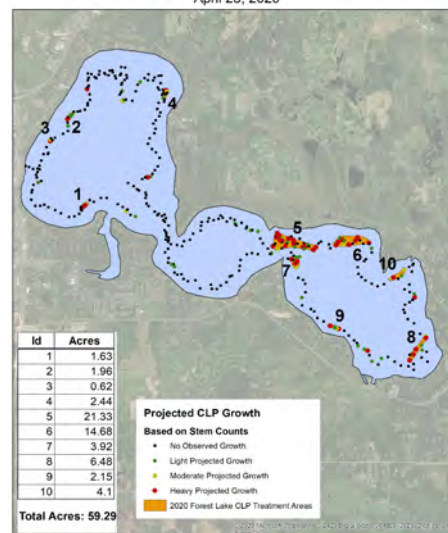 April 28, 2020
4
3
2
1
5
6
10
7
9
8
Id Acres
1 1.63
2 1.96
3 0.62
4 2.44
5 21.33
6 14.68
7 3.92
8 6.48
9 2.15
10 4.1
Total Acres: 59.29
Projected CLP Growth
Based on Stem Counts
No Observed Growth
Light Projected Growth
Moderate Projected Growth
Heavy Projected Growth
2020 Forest Lake CLP Treatment Areas